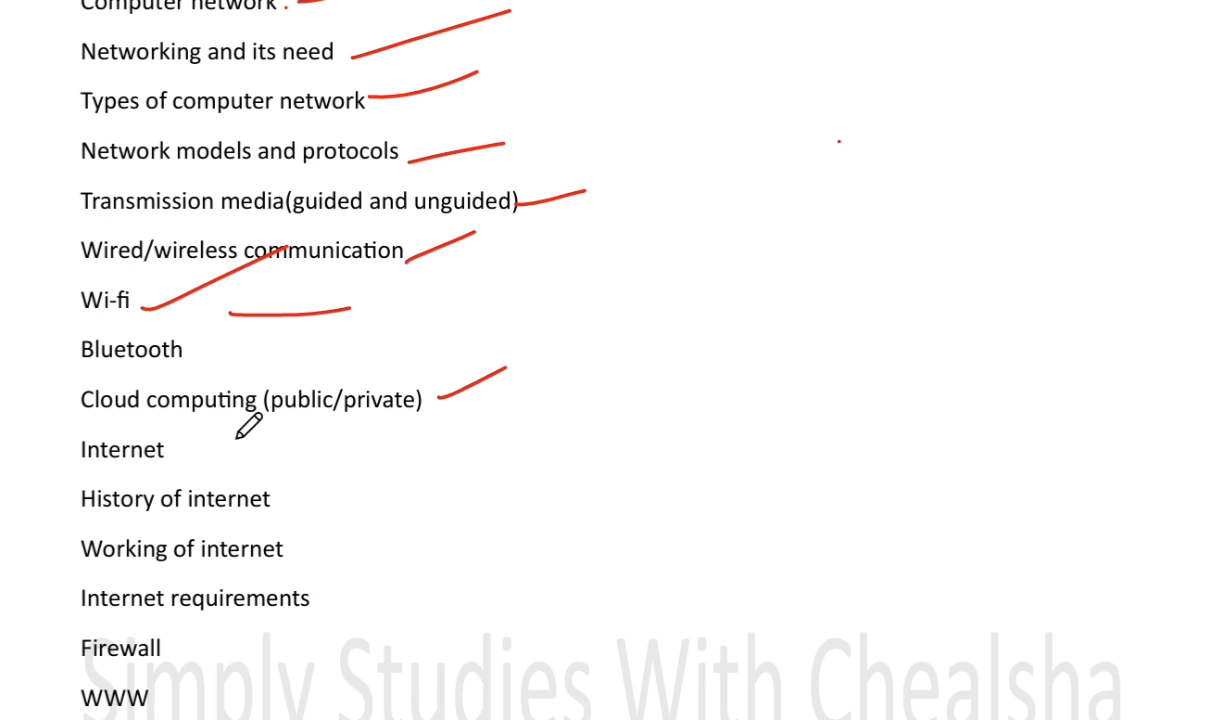 Computer network .
Networking and its need
Types of computer network
Network models and protocols
Transmission media(guided and unguided)
Wired/wireless communication
Wi-fi
Bluetooth
Cloud computing (public/private)
Internet
History of internet
Working of internet
Internet requirements
Firewall
Simply Studies With Chealsha
WWW